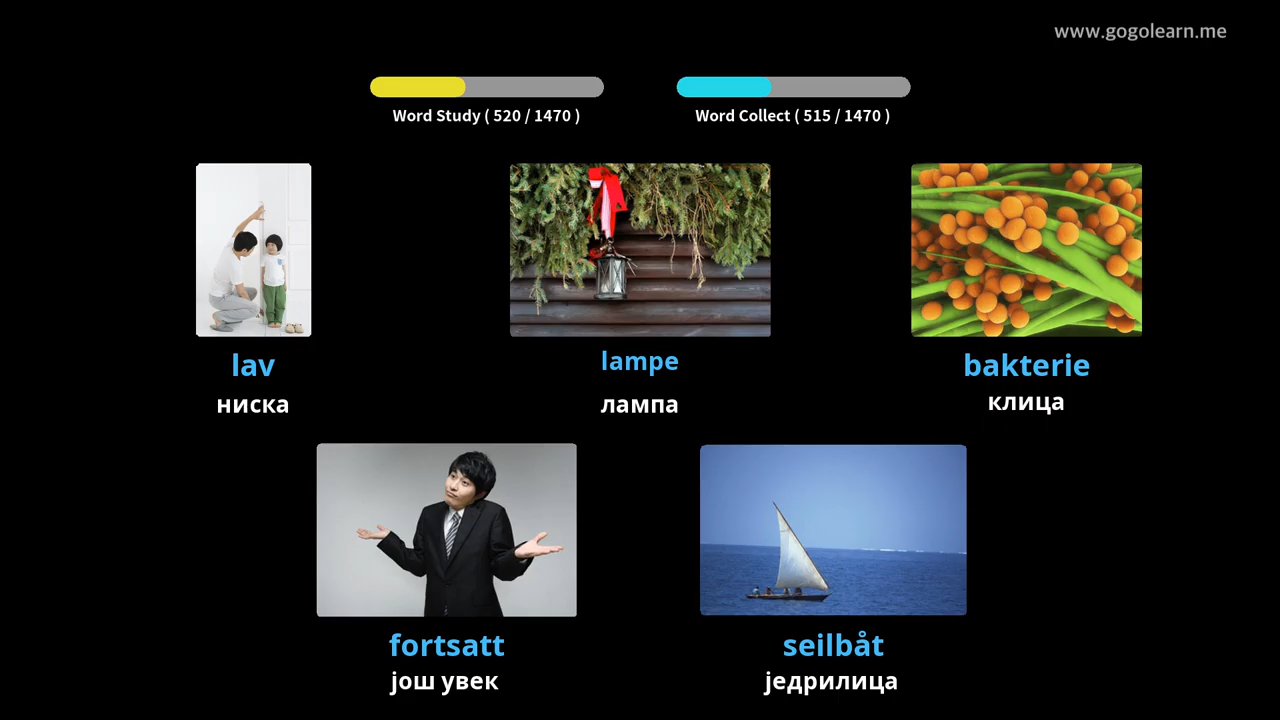 www.gogolearn.me
Word Study ( 520 / 1470 )
Word Collect ( 515 / 1470 )
lav
ниска
lampe
лампа
bakterie
клица
fortsatt
још увек
seilbåt
једрилица